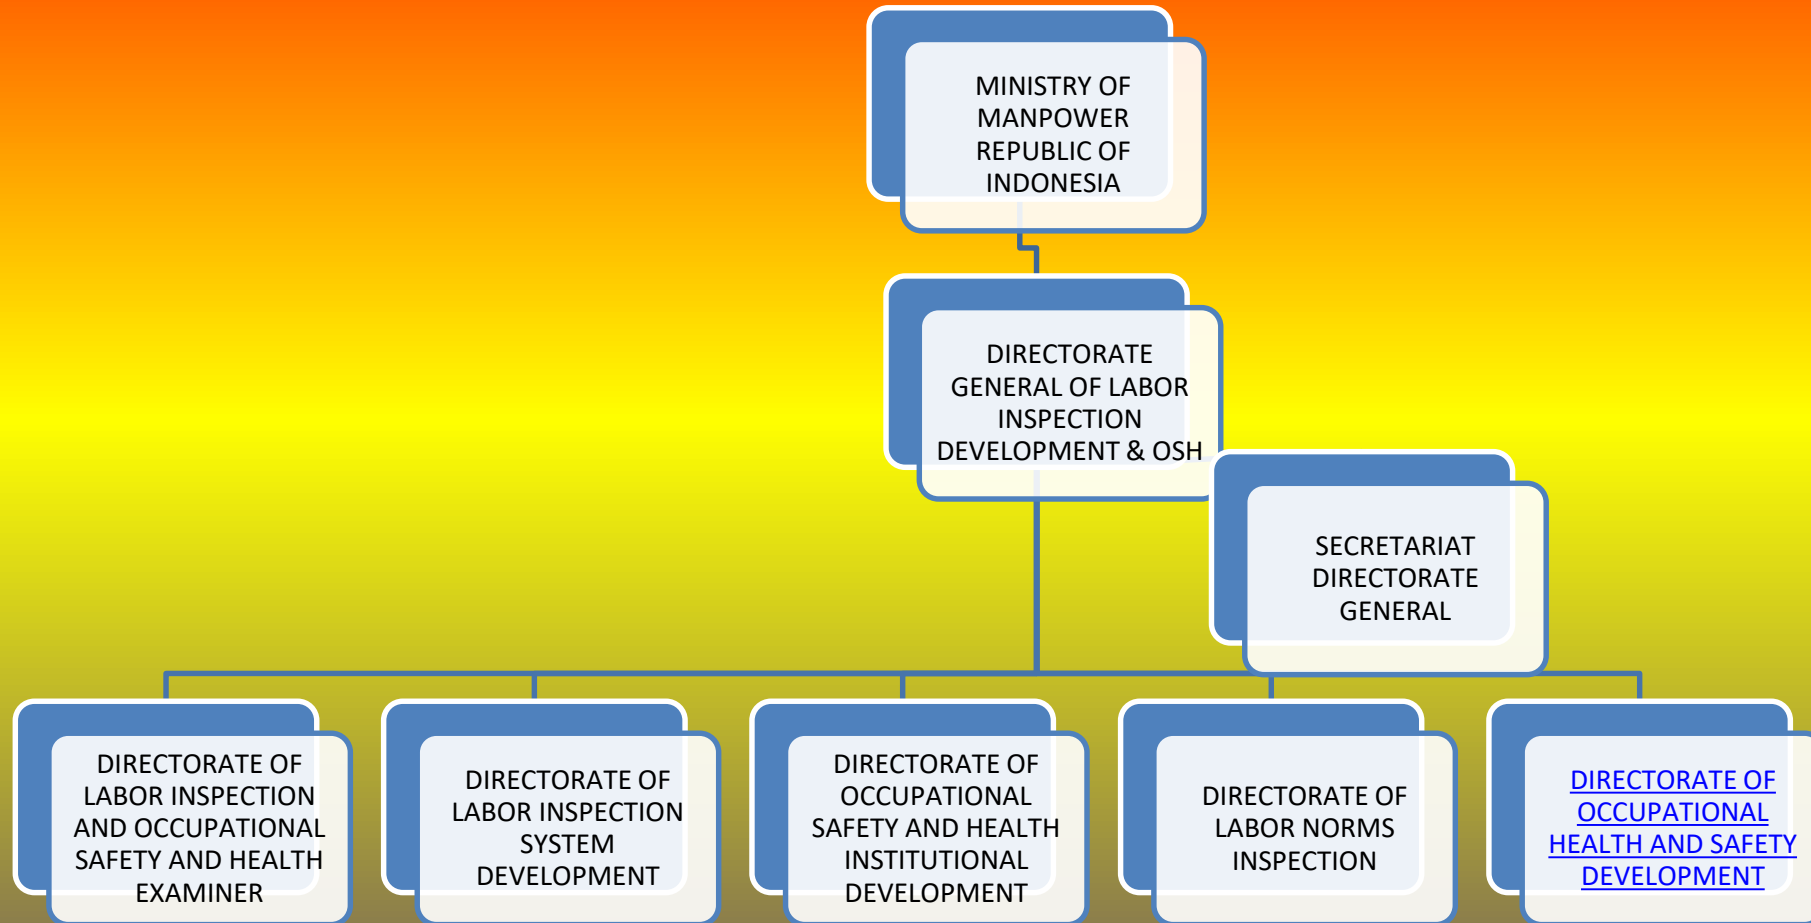 MINISTRY OF
MANPOWER
REPUBLIC OF
INDONESIA
DIRECTORATE
GENERAL OF LABOR
INSPECTION
DEVELOPMENT & OSH
SECRETARIAT
DIRECTORATE
GENERAL
DIRECTORATE OF
LABOR INSPECTION
AND OCCUPATIONAL
SAFETY AND HEALTH
EXAMINER
DIRECTORATE OF
LABOR INSPECTION
SYSTEM
DEVELOPMENT
DIRECTORATE OF
OCCUPATIONAL
SAFETY AND HEALTH
INSTITUTIONAL
DEVELOPMENT
DIRECTORATE OF
LABOR NORMS
INSPECTION
DIRECTORATE OF
OCCUPATIONAL
HEALTH AND SAFETY
DEVELOPMENT